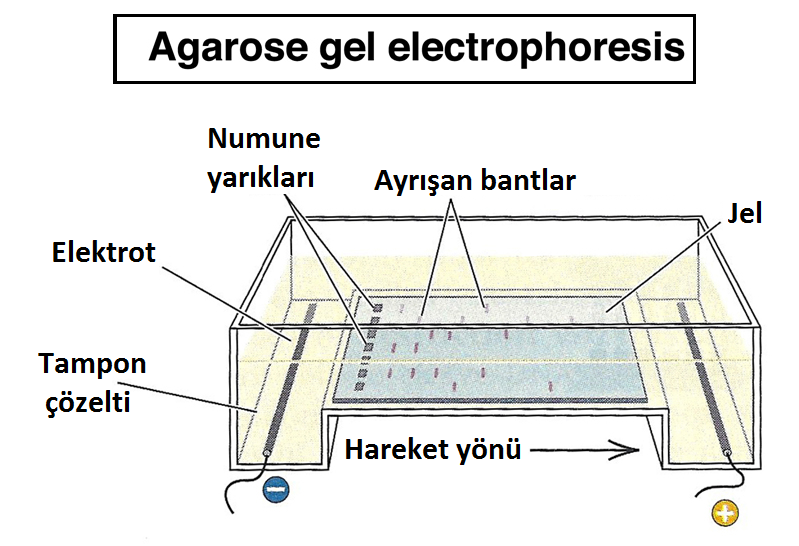 Agarose gel electrophoresis
Numune
yarıkları
Ayrışan bantlar
Jel
Elektrot
Tampon
çözelti
Hareket yönü
−
+